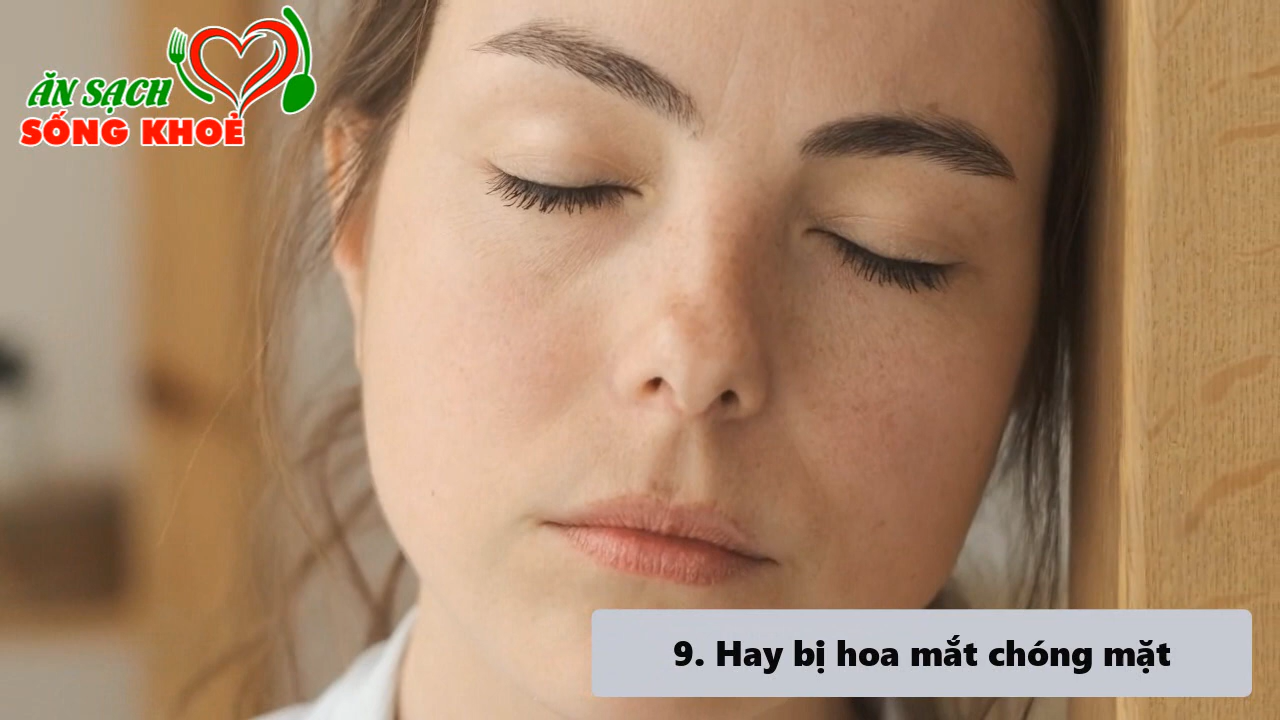 ĂN SẠCH
SỐNG KHOẺ
9. Hay bị hoa mắt chóng mặt